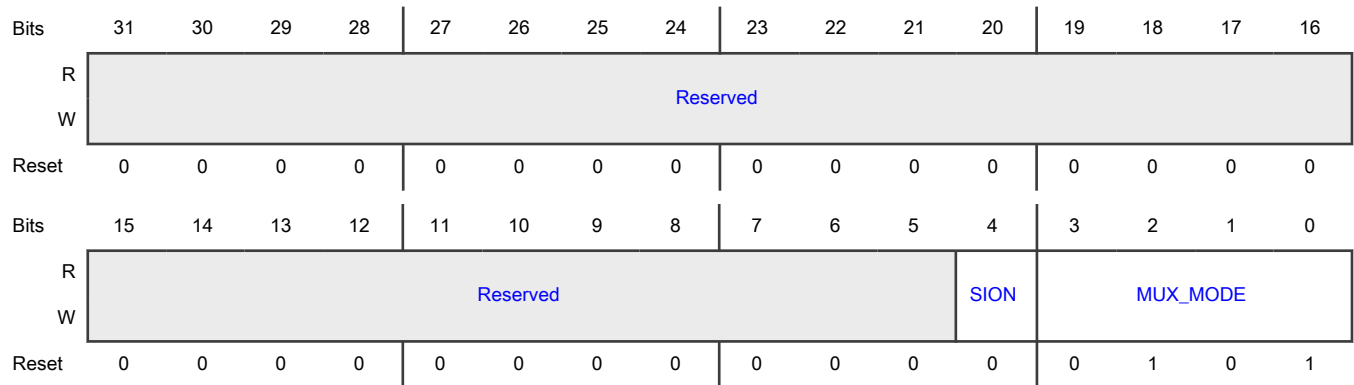 Bits 31 30 29 28 27 26 25 24 23 22 21 20 19 18 17 16
R
Reserved
W
Reset 0 0 0 0 0 0 0 0 0 0 0 0 0 0 0 0
Bits 15 14 13 12 11 10 9 8 7 6 5 4 3 2 1 0
R
Reserved SION MUX_MODE
W
Reset 0 0 0 0 0 0 0 0 0 0 0 0 0 1 0 1